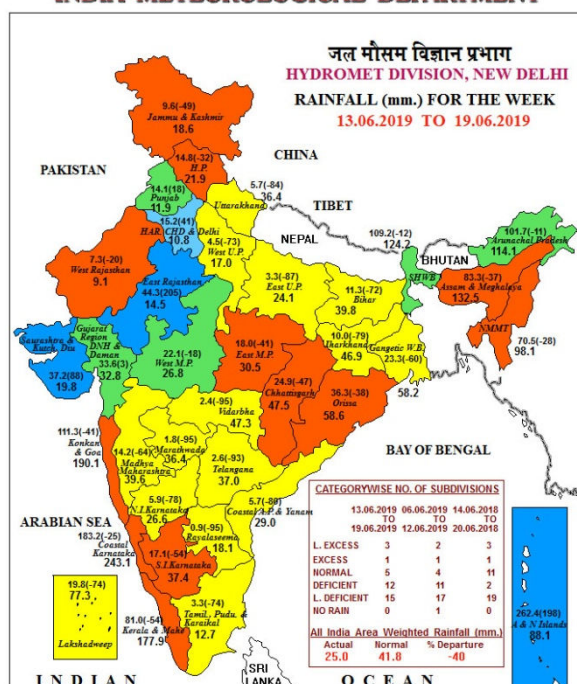 INDIA METEOROLOGICAL DEPARTMENT
जल मौसम विज्ञान प्रभाग
HYDROMET DIVISION, NEW DELHI
RAINFALL (mm.) FOR THE WEEK
13.06.2019 TO 19.06.2019
9.6(-49)
Jammu & Kashmir
18.6
PAKISTAN
CHINA
14.8(-32)
H.P.
21.9
14.1(18)
Punjab
11.9
5.7(-84)
Uttarakhand
36.4
TIBET
15.2(41)
HAR. CHD & Delhi
10.8
4.5(-73)
West U.P.
17.0
NEPAL
109.2(-12)
124.2
SHWB
BHUTAN
101.7(-11)
Arunachal Pradesh
114.1
7.3(-20)
West Rajasthan
9.1
East Rajasthan
44.3(205)
14.5
3.3(-87)
East U.P.
24.1
11.3(-72)
Bihar
39.8
83.3(-37)
Assam & Meghalaya
132.5
NMMT
70.5(-28)
98.1
Saurashtra &
Kutch, Diu
37.2(88)
19.8
Gujarat
Region
DNH &
Daman
33.6(3)
32.8
22.1(-18)
West M.P.
26.8
18.0(-41)
East M.P.
30.5
10.0(-79)
Jharkhand
46.9
Gangetic W.B.
23.3(-60)
58.2
24.9(-47)
Chhattisgarh
47.5
36.3(-38)
Orissa
58.6
2.4(-95)
Vidarbha
47.3
111.3(-41)
Konkan
& Goa
190.1
14.2(-64)
Madhya
Maharashtra
39.6
1.8(-95)
Marathwada
36.4
2.6(-93)
Telangana
37.0
BAY OF BENGAL
5.9(-78)
N.I.Karnataka
26.6
5.7(-80)
Coastal A.P. & Yanam
29.0
ARABIAN SEA
183.2(-25)
Coastal
Karnataka
243.1
0.9(-95)
Rayalaseema
18.1
17.1(-54)
S.I.Karnataka
37.4
19.8(-74)
77.3
Lakshadweep
81.0(-54)
Kerala & Mahe
177.9
3.3(-74)
Tamil, Pudu. &
Karaikal
12.7
CATEGORYWISE NO. OF SUBDIVISIONS
13.06.2019 06.06.2019 14.06.2018
TO TO TO
19.06.2019 12.06.2019 20.06.2018
L. EXCESS 3 2 3
EXCESS 1 1 1
NORMAL 5 4 11
DEFICIENT 12 11 2
L. DEFICIENT 15 17 19
NO RAIN 0 1 0
All India Area Weighted Rainfall (mm.)
Actual Normal % Departure
25.0 41.8 -40
262.4(198)
A & N Islands
88.1
SRI
LANKA
INDIAN OCEAN